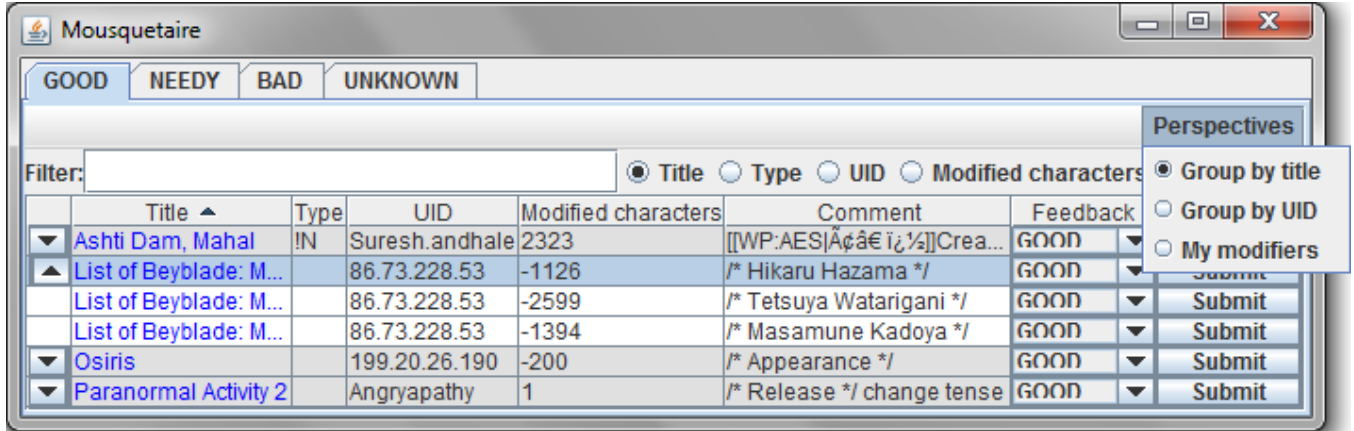 Mousquetaire
GOOD NEEDY BAD UNKNOWN
Perspectives
Filter: Title Type UID Modified characters
Group by title
Group by UID
My modifiers
Title Type UID Modified characters Comment Feedback
Ashti Dam, Mahal !N Suresh.andhale 2323 [[WP:AES|Ã¢â€ ï¿½]]Crea... GOOD
List of Beyblade: M... 86.73.228.53 -1126 /* Hikaru Hazama */ GOOD Submit
List of Beyblade: M... 86.73.228.53 -2599 /* Tetsuya Watarigani */ GOOD Submit
List of Beyblade: M... 86.73.228.53 -1394 /* Masamune Kadoya */ GOOD Submit
Osiris 199.20.26.190 -200 /* Appearance */ GOOD Submit
Paranormal Activity 2 Angryapathy 1 /* Release */ change tense GOOD Submit